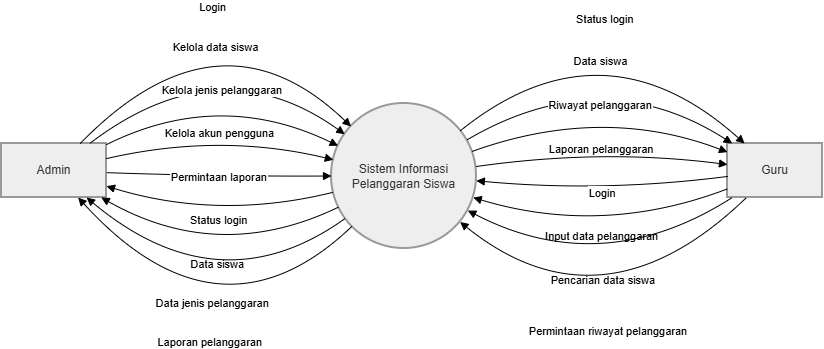 Login
Status login
Kelola data siswa
Data siswa
Kelola jenis pelanggaran
Riwayat pelanggaran
Kelola akun pengguna
Laporan pelanggaran
Admin
Sistem Informasi
Pelanggaran Siswa
Guru
Permintaan laporan
Login
Status login
Input data pelanggaran
Data siswa
Pencarian data siswa
Data jenis pelanggaran
Permintaan riwayat pelanggaran
Laporan pelanggaran